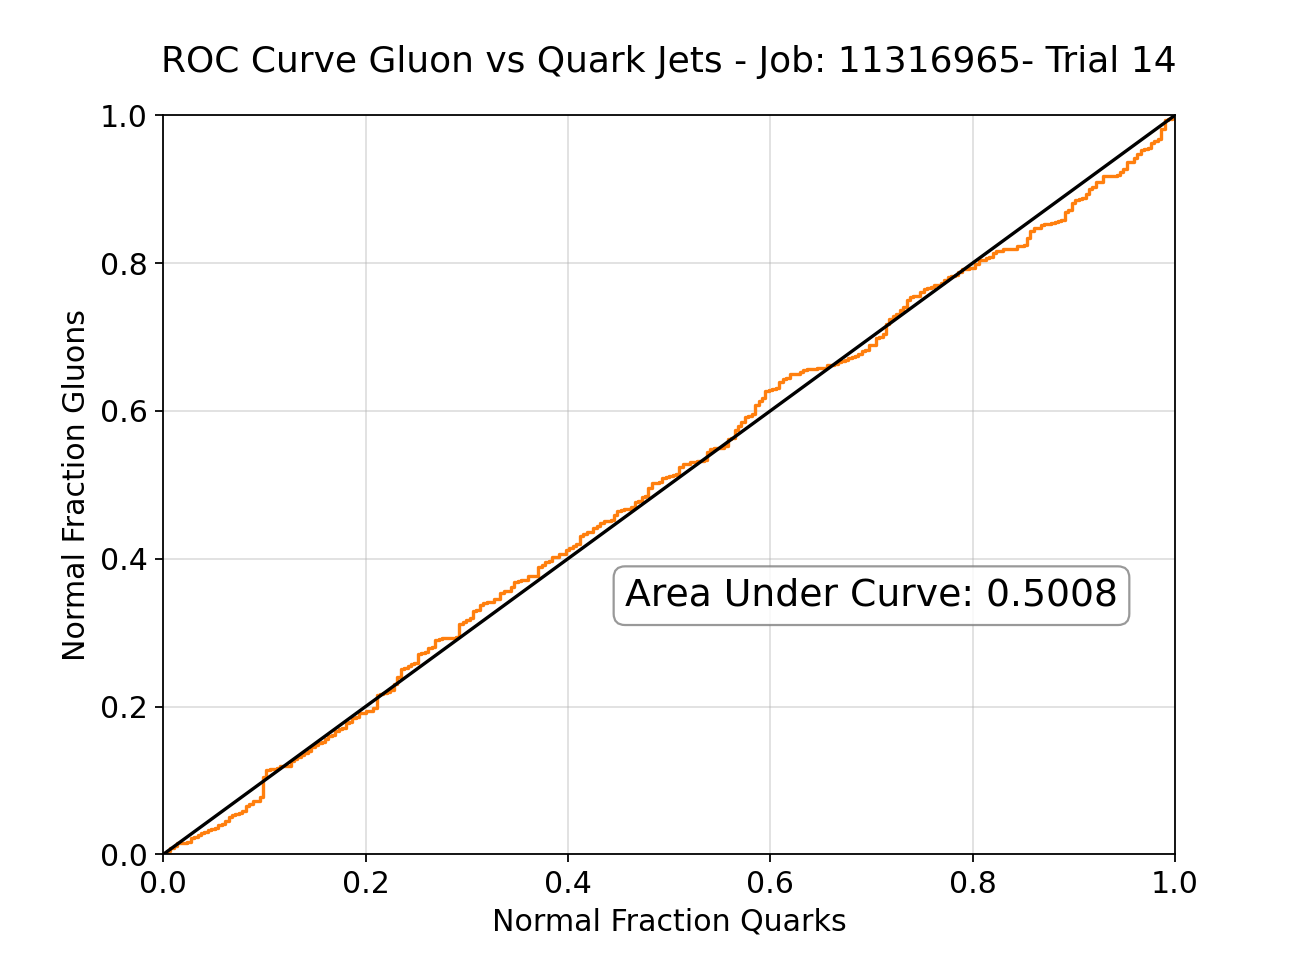 ROC Curve Gluon vs Quark Jets - Job: 11316965- Trial 14
1.0
0.8
0.6
0.4
0.2
0.0
Normal Fraction Gluons
Area Under Curve: 0.5008
0.0 0.2 0.4 0.6 0.8 1.0
Normal Fraction Quarks